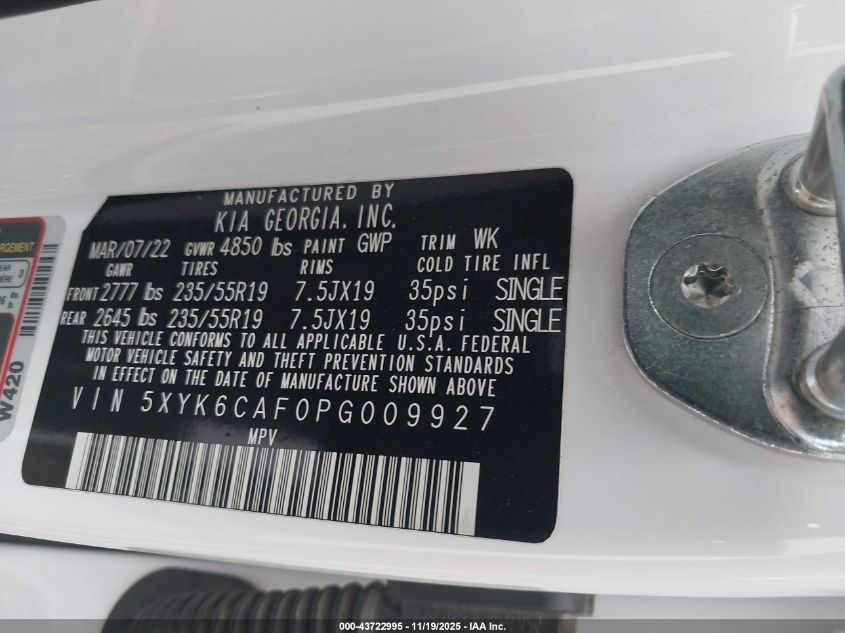 MANUFACTURED BY
KIA GEORGIA, INC.
MAR/07/22 GVWR 4850 lbs PAINT GWP TRIM WK
GAWR TIRES RIMS COLD TIRE INFL
FRONT 2777 lbs 235/55R19 7.5JX19 35psi SINGLE
REAR 2645 lbs 235/55R19 7.5JX19 35psi SINGLE
THIS VEHICLE CONFORMS TO ALL APPLICABLE U.S.A. FEDERAL
MOTOR VEHICLE SAFETY AND THEFT PREVENTION STANDARDS
IN EFFECT ON THE DATE OF MANUFACTURE SHOWN ABOVE
VIN 5XYK6CAF0PG009927
MPV
3
W420
000-43722995 - 11/19/2025 - IAA Inc.